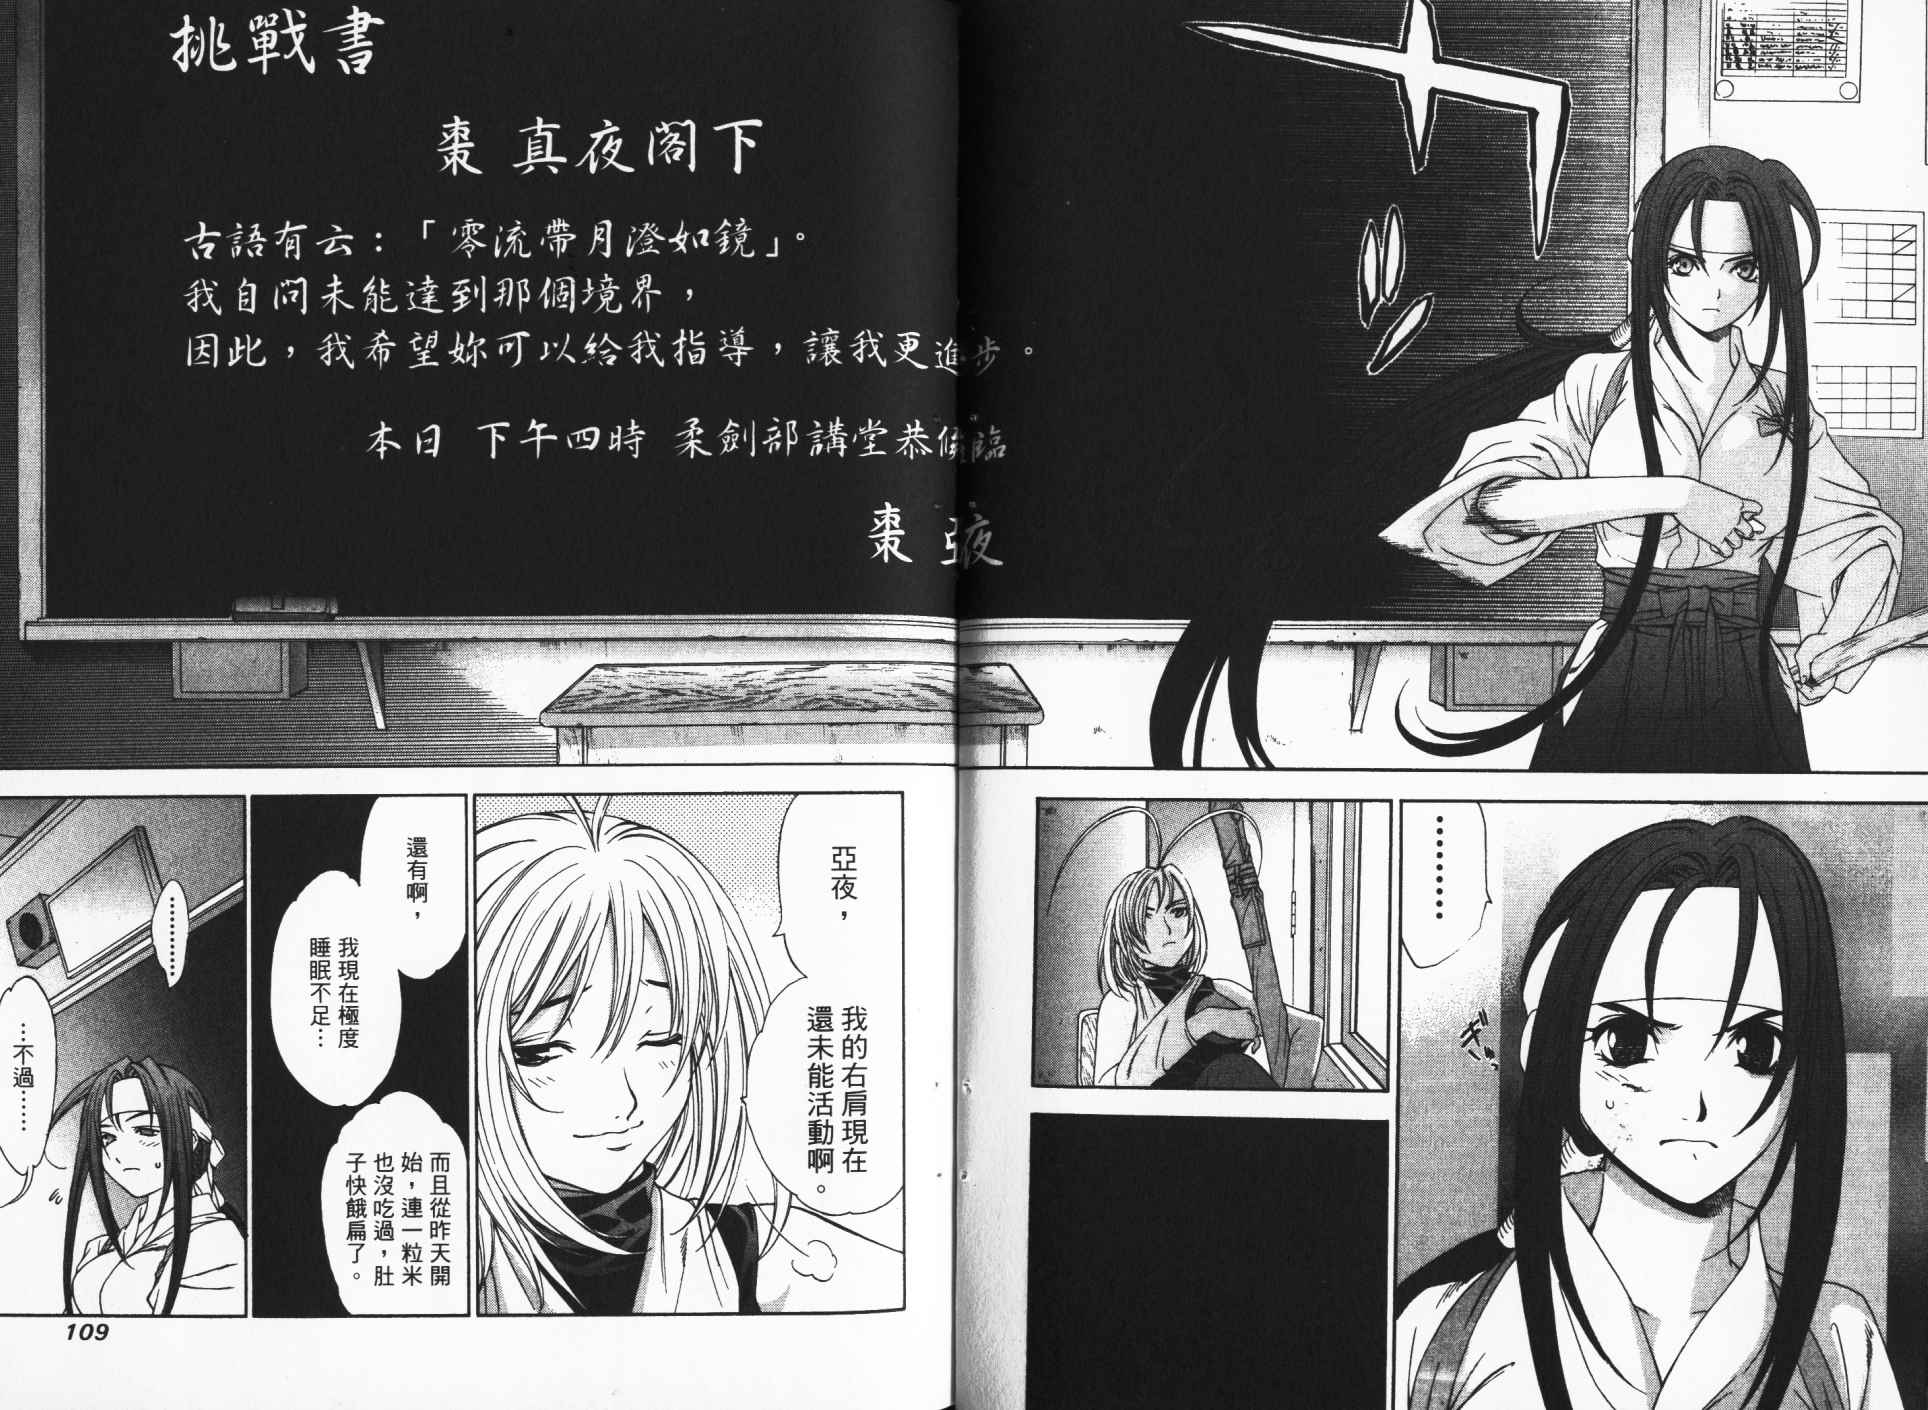 挑戰書
棗 真夜閣下
古語有云：「零流帶月澄如鏡」。
我自問未能達到那個境界，
因此，我希望妳可以給我指導，讓我更進步。
本日 下午四時 柔劍部講堂恭候臨
棗 亞夜
…………
ギ
亞夜，
我的右肩現在
還未能活動啊。
還有啊，
我現在極度
睡眠不足…
而且從昨天開
始，連一粒米
也沒吃過，肚
子快餓扁了。
…………
…不過……
109